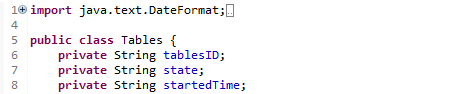 1 import java.text.DateFormat;
4
5 public class Tables {
6 private String tablesID;
7 private String state;
8 private String startedTime;